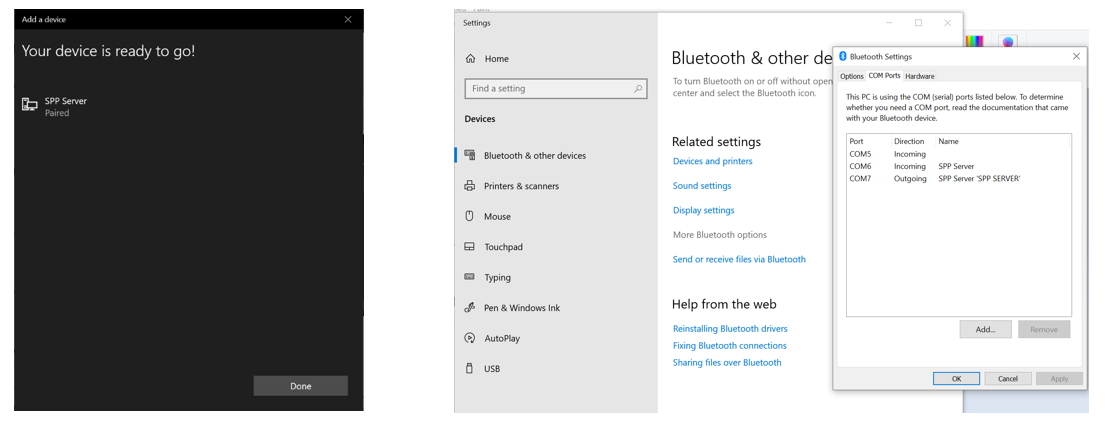 Add a device
Your device is ready to go!
SPP Server
Paired
Done
Settings
Home
Find a setting
Devices
Bluetooth & other devices
Printers & scanners
Mouse
Touchpad
Typing
Pen & Windows Ink
AutoPlay
USB
Bluetooth & other de
To turn Bluetooth on or off without open
center and select the Bluetooth icon.
Related settings
Devices and printers
Sound settings
Display settings
More Bluetooth options
Send or receive files via Bluetooth
Help from the web
Reinstalling Bluetooth drivers
Fixing Bluetooth connections
Sharing files over Bluetooth
Bluetooth Settings
Options COM Ports Hardware
This PC is using the COM (serial) ports listed below. To determine
whether you need a COM port, read the documentation that came
with your Bluetooth device.
Port Direction Name
COM5 Incoming
COM6 Incoming SPP Server
COM7 Outgoing SPP Server 'SPP SERVER'
Add... Remove
OK Cancel Apply